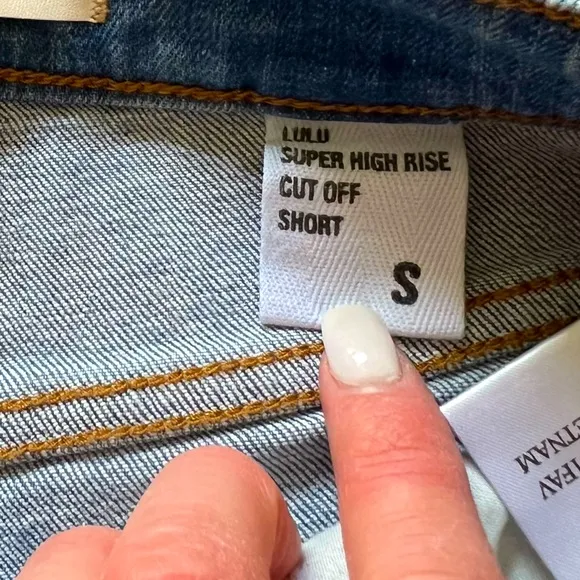 LULU
SUPER HIGH RISE
CUT OFF
SHORT
S